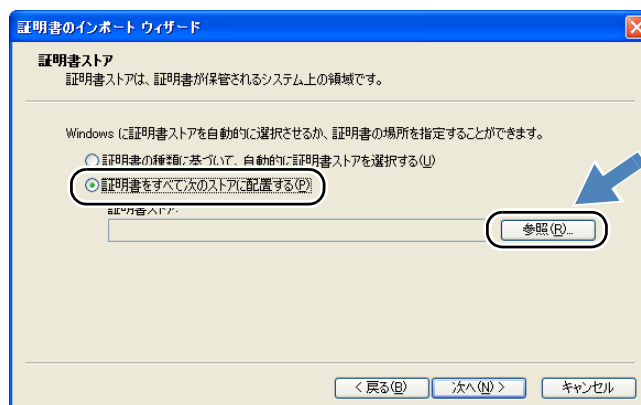 証明書のインポート ウィザード
証明書ストア
証明書ストアは、証明書が保管されるシステム上の領域です。
Windows に証明書ストアを自動的に選択させるか、証明書の場所を指定することができます。
証明書の種類に基づいて、自動的に証明書ストアを選択する(U)
証明書をすべて次のストアに配置する(P)
証明書ストア:
参照(R)...
< 戻る(B)
次へ(N) >
キャンセル